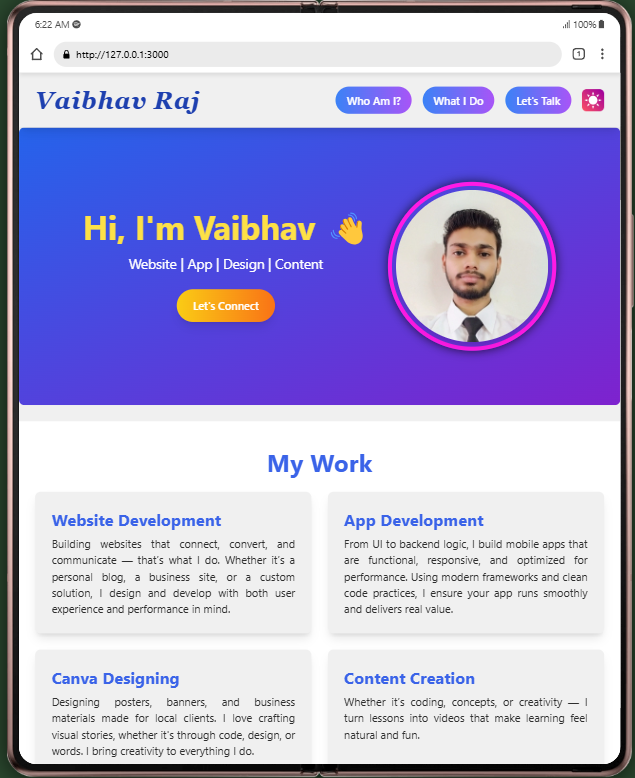 6:22 AM
100%
http://127.0.0.1:3000
1
Vaibhav Raj
Who Am I?
What I Do
Let's Talk
Hi, I'm Vaibhav 👋
Website | App | Design | Content
Let's Connect
My Work
Website Development
Building websites that connect, convert, and
communicate — that's what I do. Whether it's a
personal blog, a business site, or a custom
solution, I design and develop with both user
experience and performance in mind.
App Development
From UI to backend logic, I build mobile apps that
are functional, responsive, and optimized for
performance. Using modern frameworks and clean
code practices, I ensure your app runs smoothly
and delivers real value.
Canva Designing
Designing posters, banners, and business
materials made for local clients. I love crafting
visual stories, whether it's through code, design, or
words. I bring creativity to everything I do.
Content Creation
Whether it's coding, concepts, or creativity — I
turn lessons into videos that make learning feel
natural and fun.